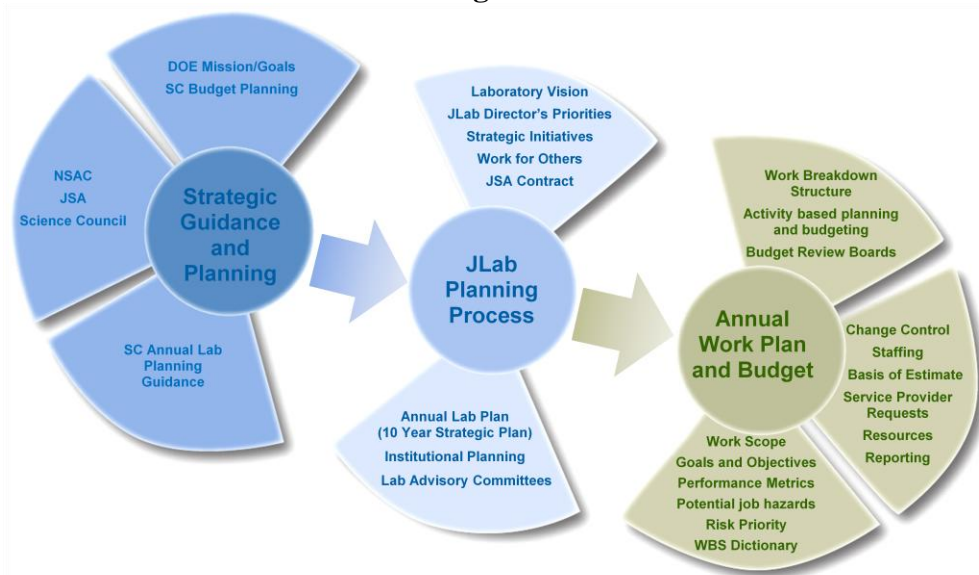 DOE Mission/Goals
SC Budget Planning
NSAC
JSA
Science Council
Strategic
Guidance
and
Planning
SC Annual Lab
Planning
Guidance
Laboratory Vision
JLab Director's Priorities
Strategic Initiatives
Work for Others
JSA Contract
JLab
Planning
Process
Annual Lab Plan
(10 Year Strategic Plan)
Institutional Planning
Lab Advisory Committees
Work Breakdown
Structure
Activity based planning
and budgeting
Budget Review Boards
Annual
Work Plan
and Budget
Change Control
Staffing
Basis of Estimate
Service Provider
Requests
Resources
Reporting
Work Scope
Goals and Objectives
Performance Metrics
Potential job hazards
Risk Priority
WBS Dictionary